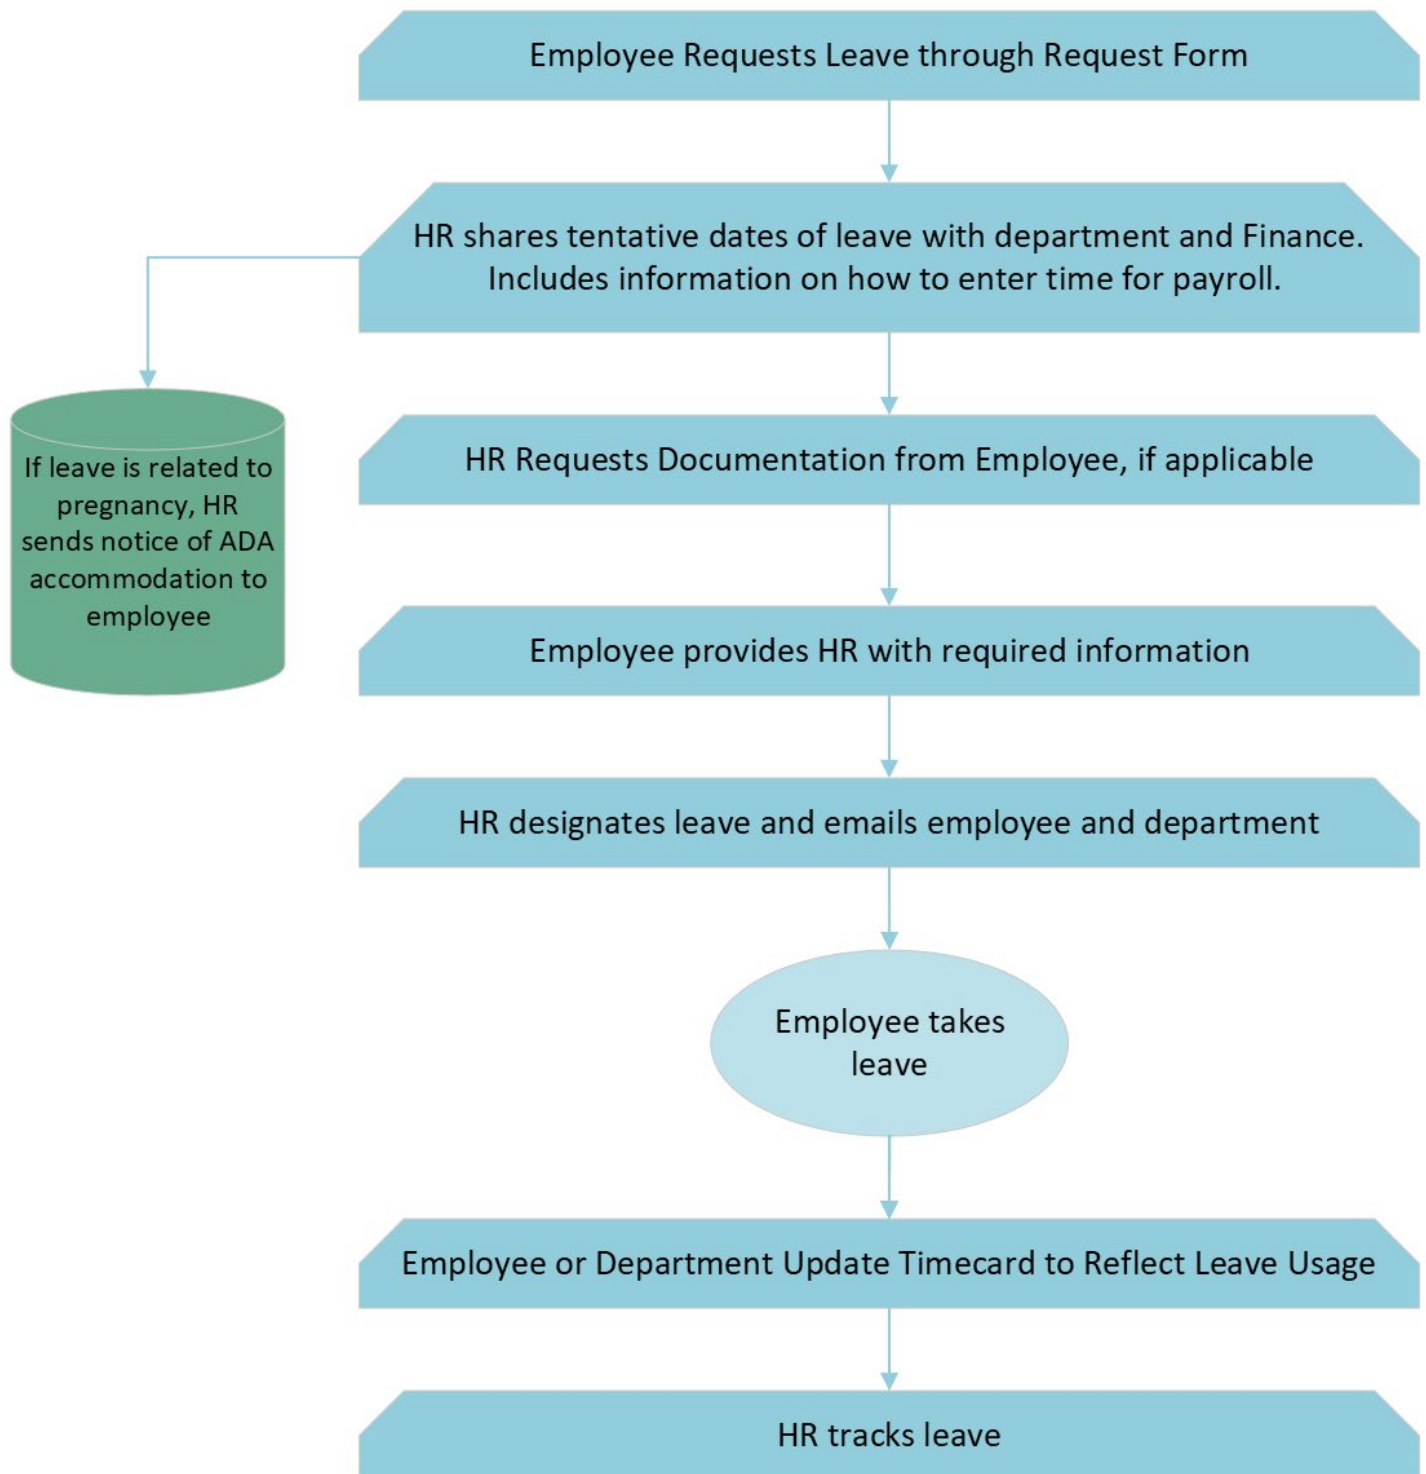 Employee Requests Leave through Request Form
HR shares tentative dates of leave with department and Finance.
Includes information on how to enter time for payroll.
If leave is related to
pregnancy, HR
sends notice of ADA
accommodation to
employee
HR Requests Documentation from Employee, if applicable
Employee provides HR with required information
HR designates leave and emails employee and department
Employee takes
leave
Employee or Department Update Timecard to Reflect Leave Usage
HR tracks leave